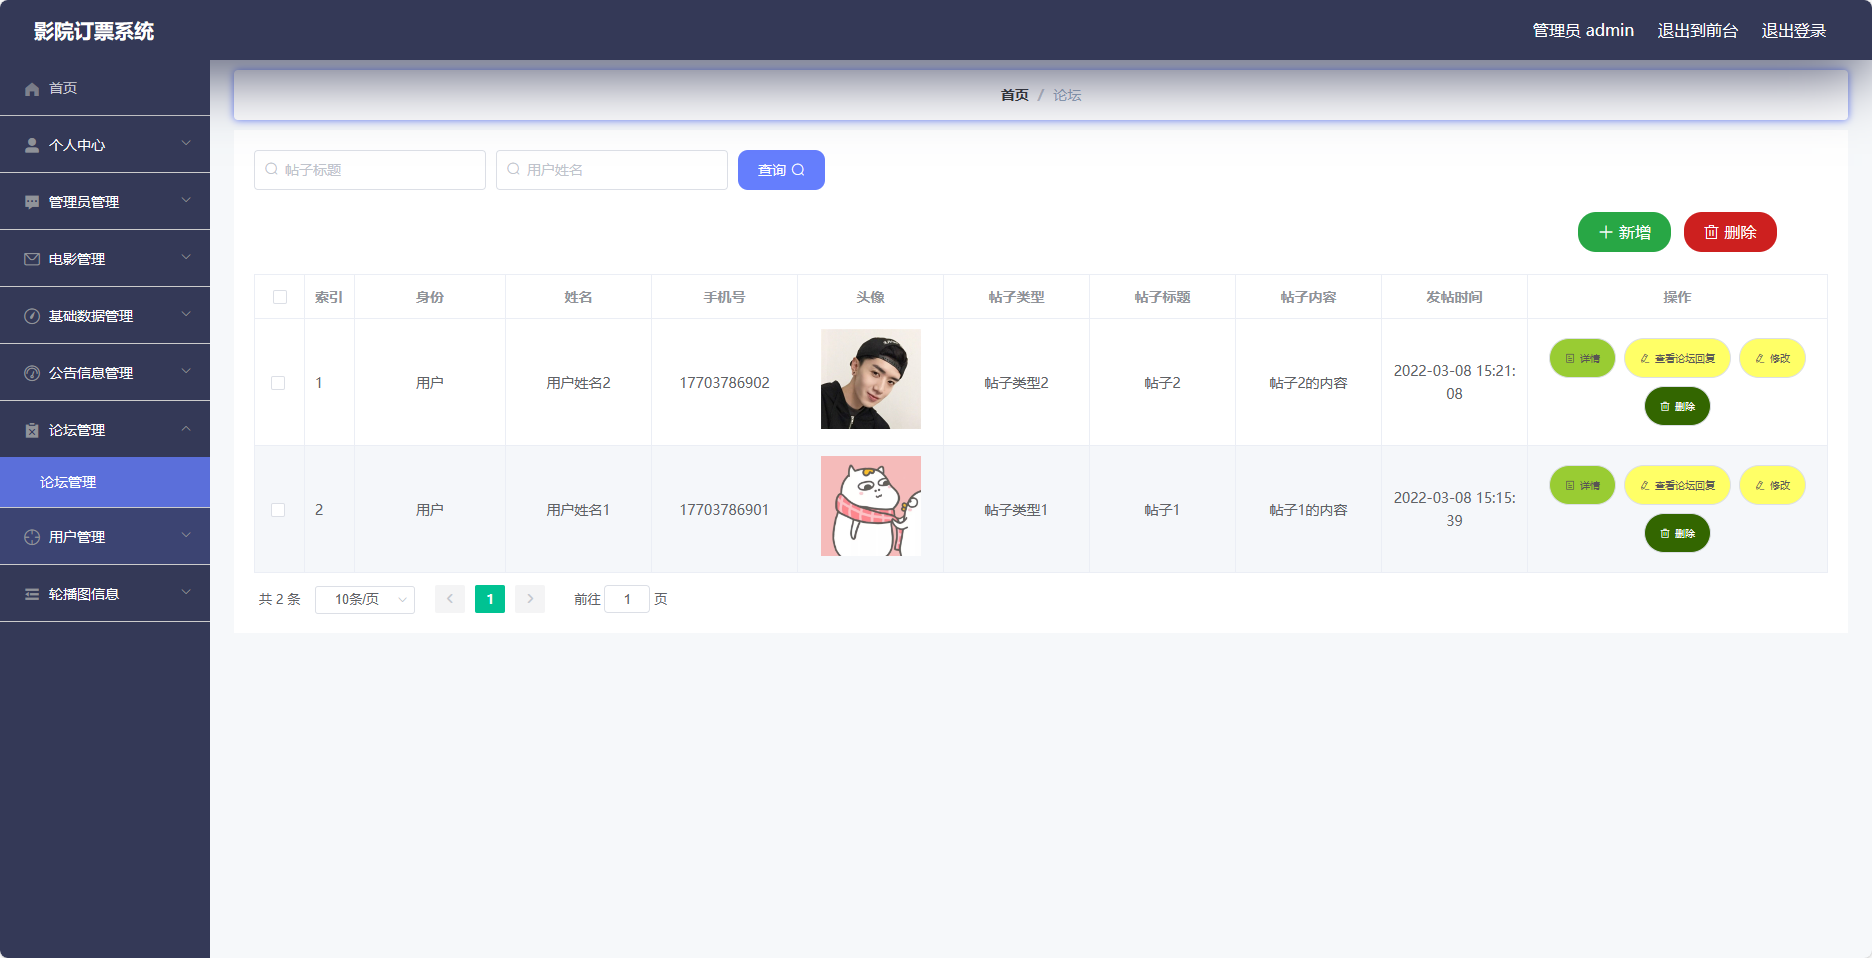 影院订票系统
管理员 admin 退出到前台 退出登录
首页
个人中心
管理员管理
电影管理
基础数据管理
公告信息管理
论坛管理
论坛管理
用户管理
轮播图信息
首页 / 论坛
帖子标题 用户姓名 查询
新增 删除
索引 身份 姓名 手机号 头像 帖子类型 帖子标题 帖子内容 发帖时间 操作
1 用户 用户姓名2 17703786902 帖子类型2 帖子2 帖子2的内容 2022-03-08 15:21:
08
详情 查看论坛回复 修改
删除
2 用户 用户姓名1 17703786901 帖子类型1 帖子1 帖子1的内容 2022-03-08 15:15:
39
详情 查看论坛回复 修改
删除
共 2 条 10条/页 1 前往 1 页